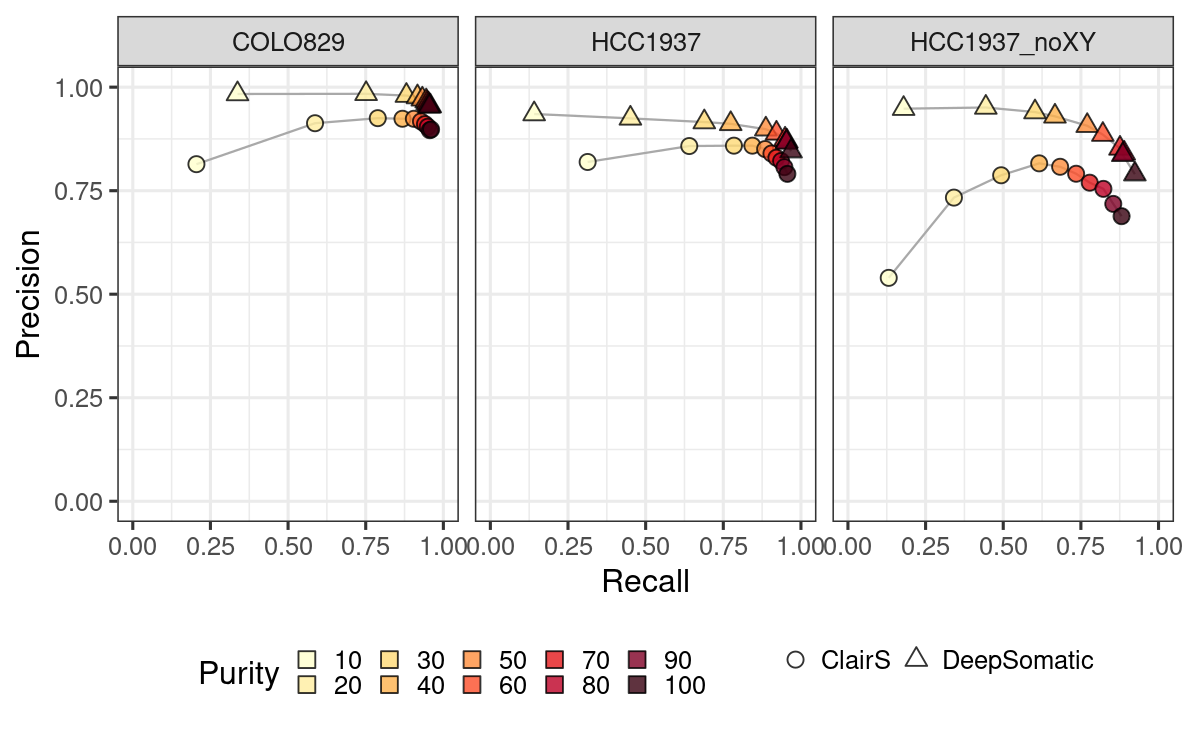 COLO829 HCC1937 HCC1937_noXY
Precision
1.00
0.75
0.50
0.25
0.00
0.00 0.25 0.50 0.75 1.00 0.00 0.25 0.50 0.75 1.00 0.00 0.25 0.50 0.75 1.00
Recall
Purity
10 30 50 70 90 ClairS DeepSomatic
20 40 60 80 100